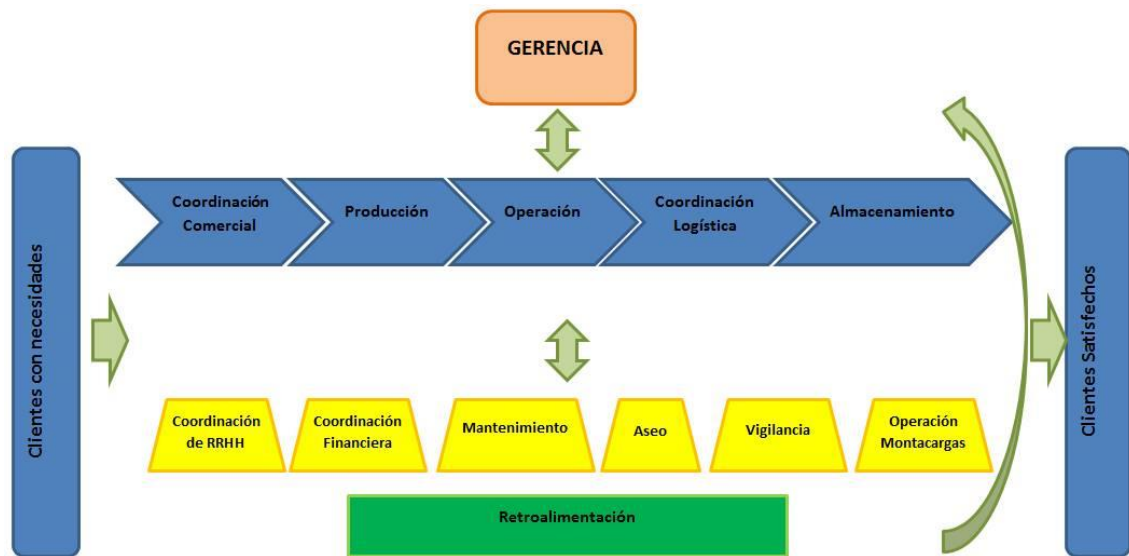 GERENCIA
Clientes con necesidades
Coordinación
Comercial
Producción
Operación
Coordinación
Logística
Almacenamiento
Clientes Satisfechos
Coordinación
de RRHH
Coordinación
Financiera
Mantenimiento
Aseo
Vigilancia
Operación
Montacargas
Retroalimentación